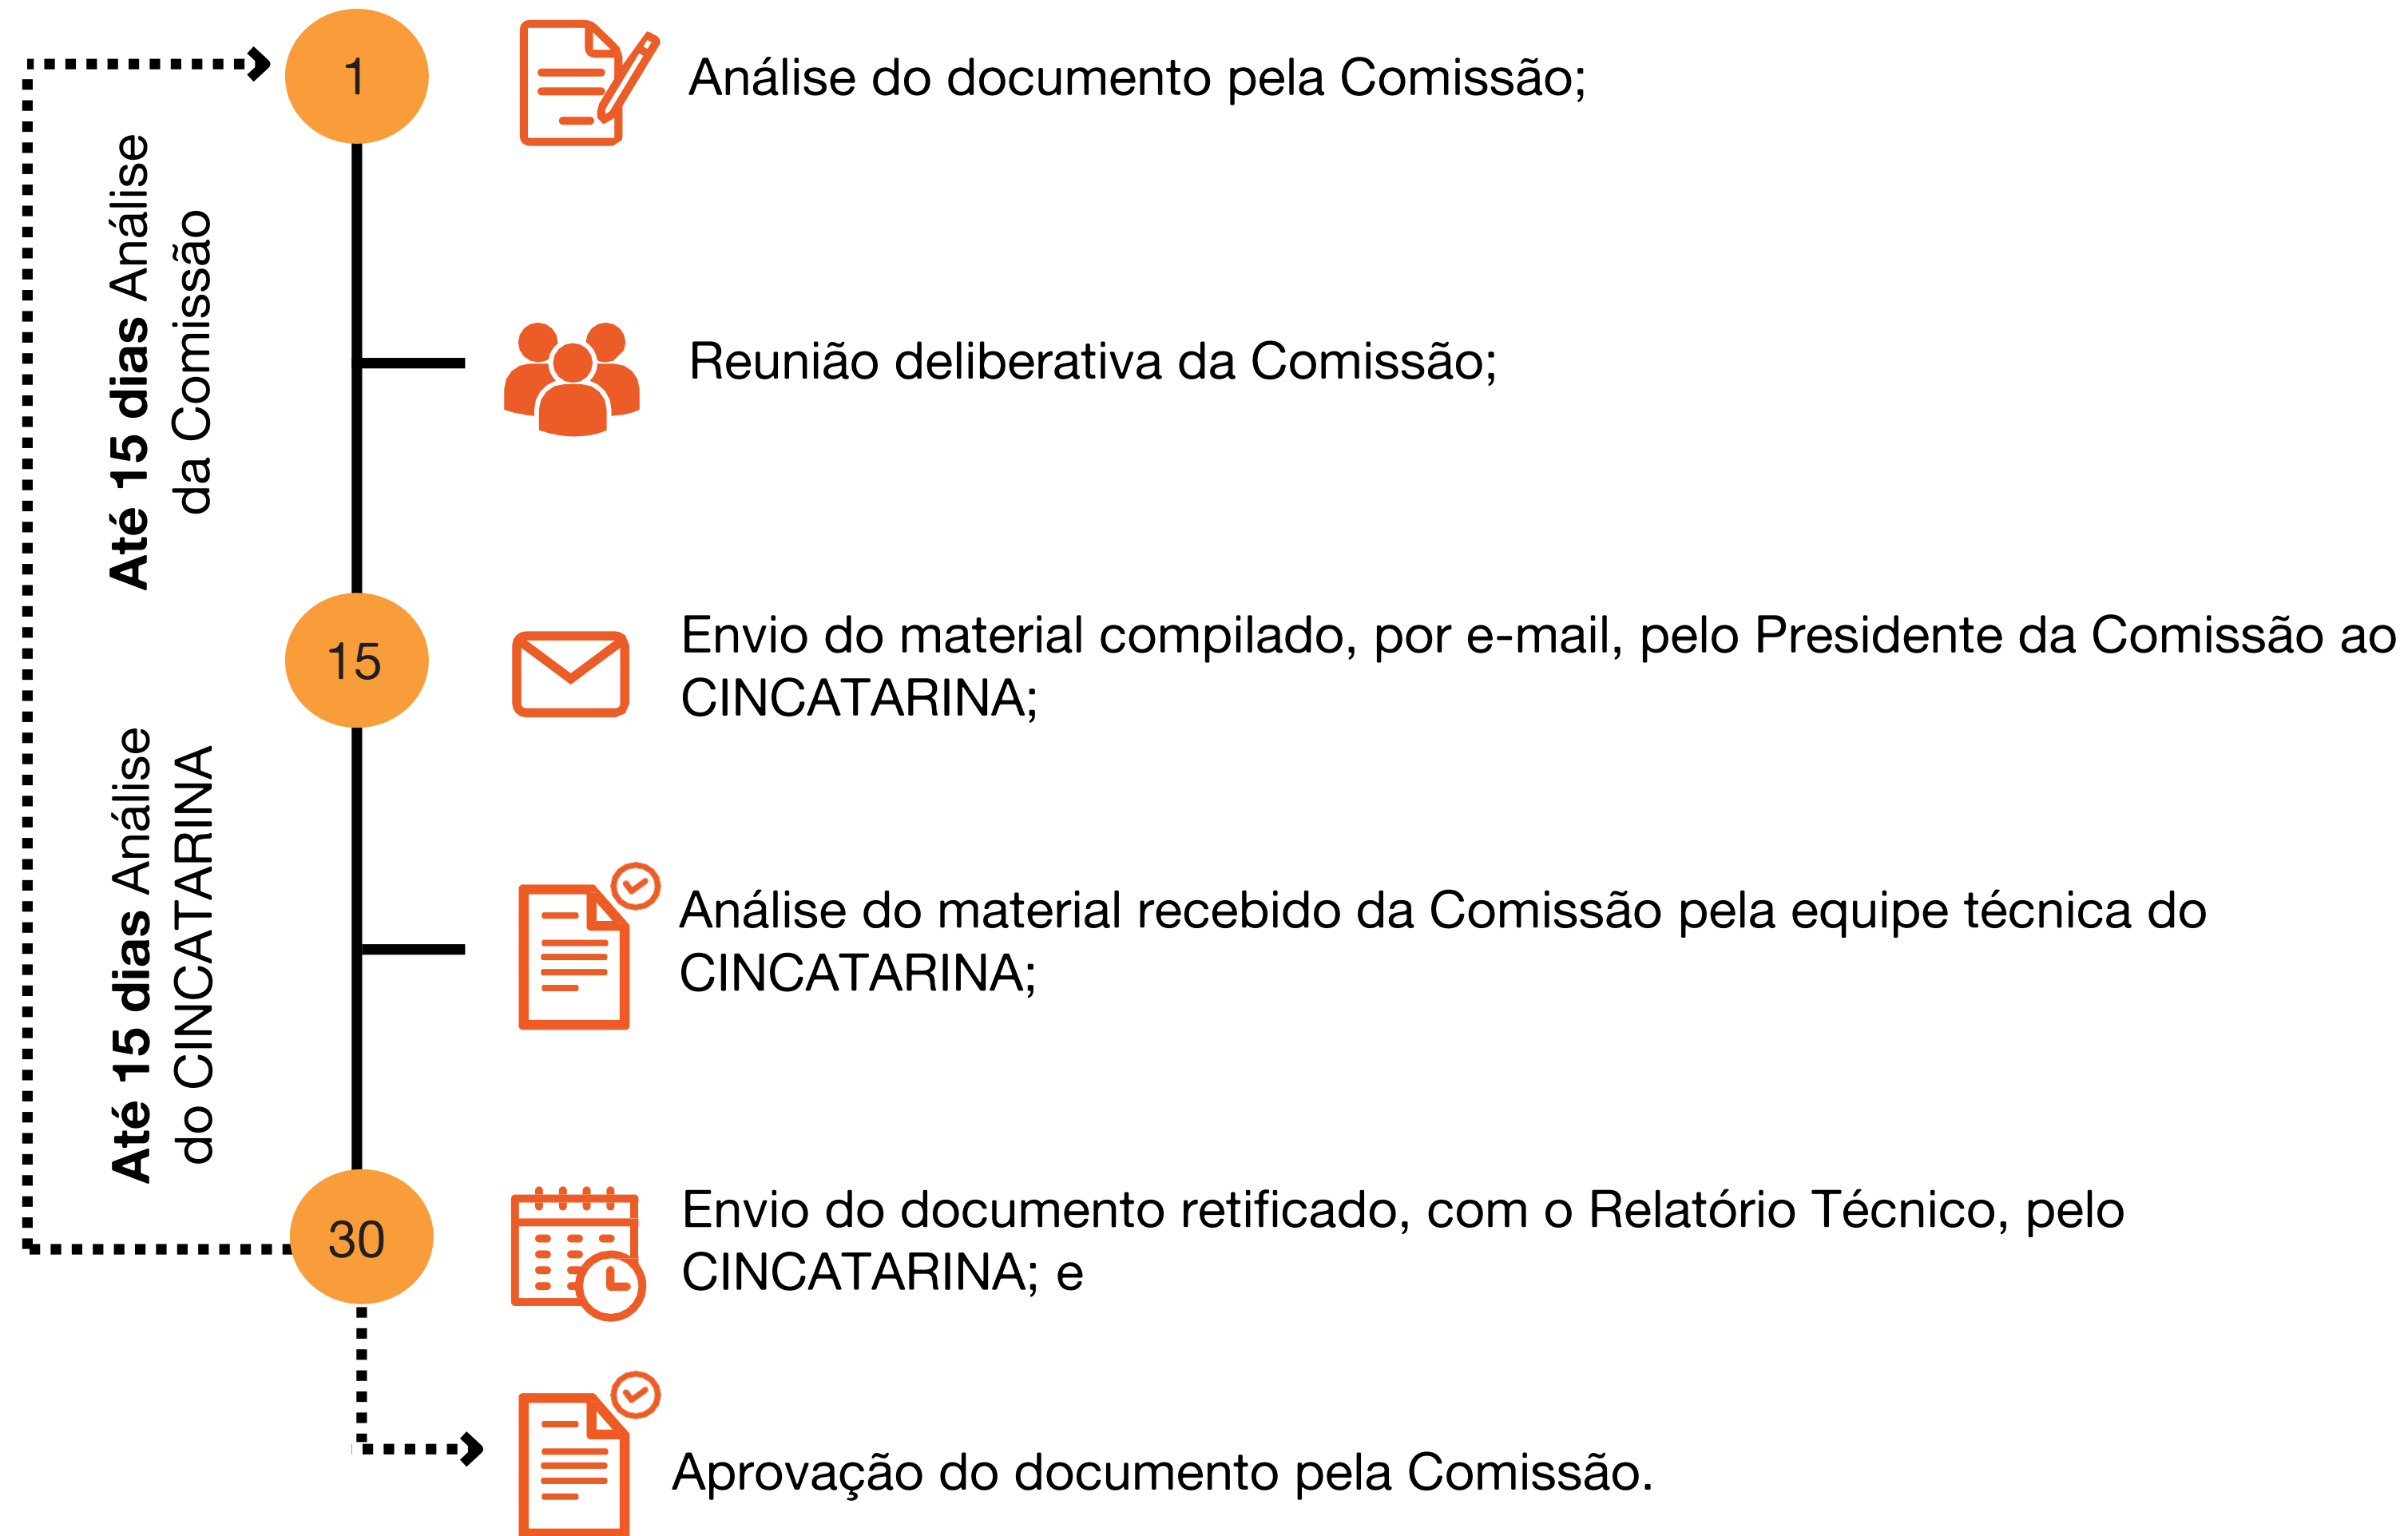 1
Análise do documento pela Comissão;
Até 15 dias Análise
da Comissão
Reunião deliberativa da Comissão;
15
Envio do material compilado, por e-mail, pelo Presidente da Comissão ao
CINCATARINA;
Até 15 dias Análise
do CINCATARINA
Análise do material recebido da Comissão pela equipe técnica do
CINCATARINA;
30
Envio do documento retificado, com o Relatório Técnico, pelo
CINCATARINA; e
Aprovação do documento pela Comissão.